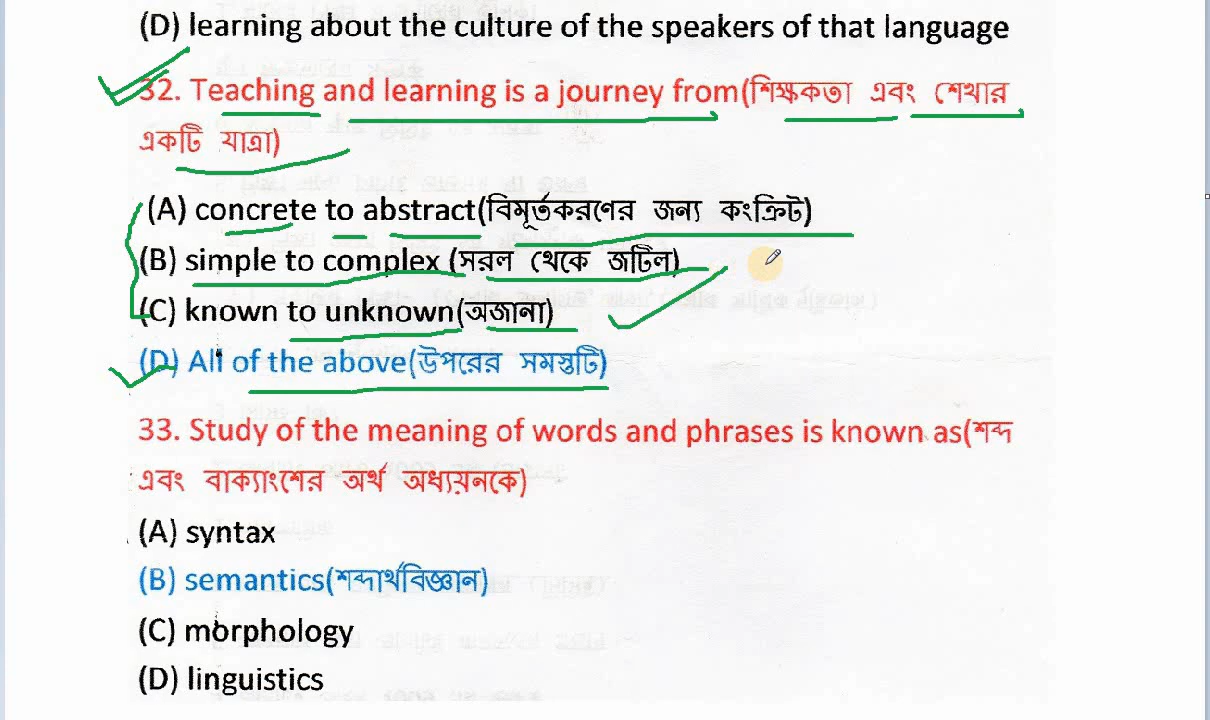 (D) learning about the culture of the speakers of that language
32. Teaching and learning is a journey from(শিক্ষকতা এবং শেখার
একটি যাত্রা)
(A) concrete to abstract(বিমূর্তকরণের জন্য কংক্রিট)
(B) simple to complex (সরল থেকে জটিল)
(C) known to unknown(অজানা)
(D) All of the above(উপরের সমস্তটি)
33. Study of the meaning of words and phrases is known as(শব্দ
এবং বাক্যাংশের অর্থ অধ্যয়নকে)
(A) syntax
(B) semantics(শব্দার্থবিজ্ঞান)
(C) morphology
(D) linguistics